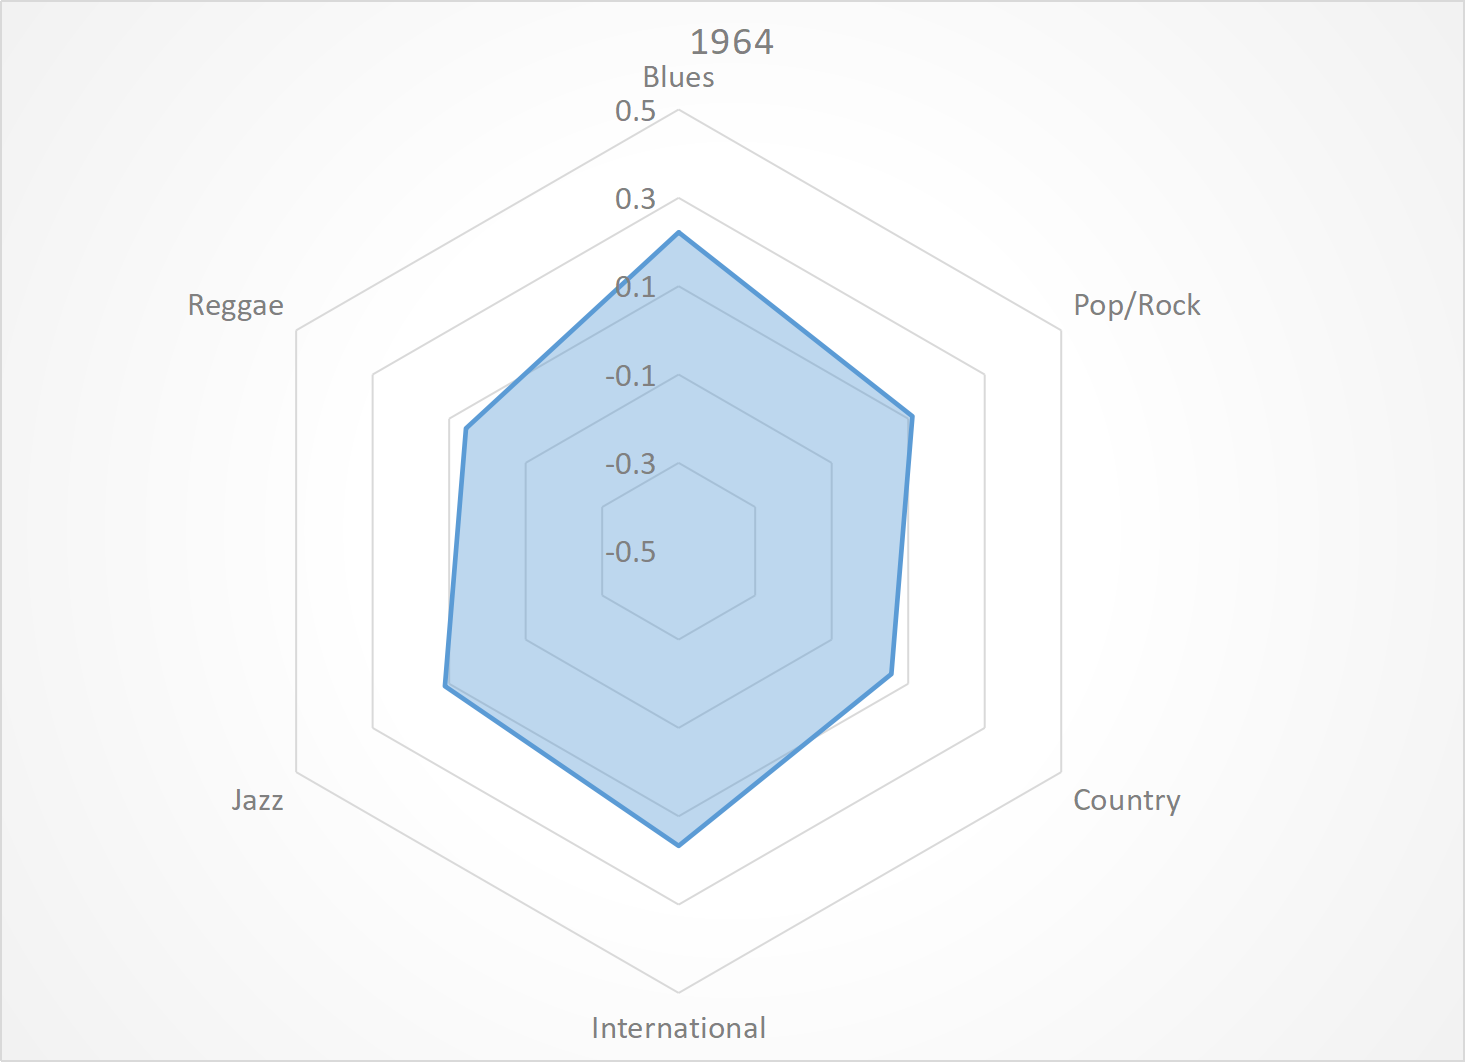 1964
Blues
0.5
0.3
0.1
-0.1
-0.3
-0.5
Reggae
Pop/Rock
Jazz
Country
International